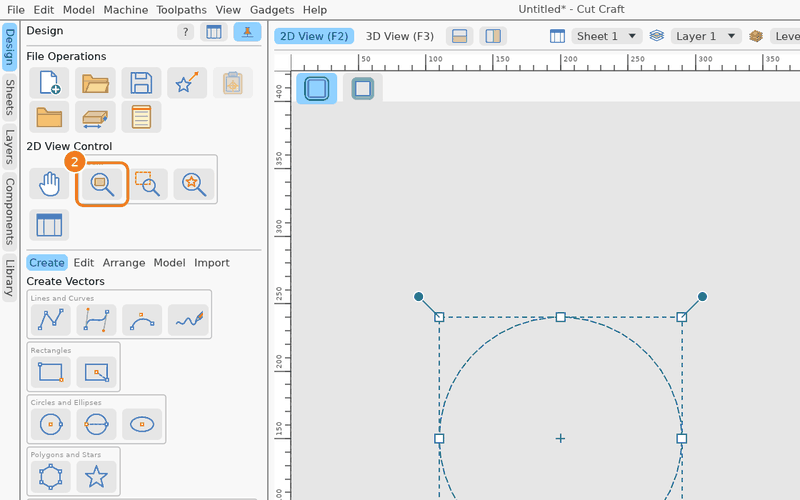 File Edit Model Machine Toolpaths View Gadgets Help
Untitled* - Cut Craft
Design
Sheets
Layers
Components
Library
Design
?
File Operations
2D View Control
2
Create Edit Arrange Model Import
Create Vectors
Lines and Curves
Rectangles
Circles and Ellipses
Polygons and Stars
2D View (F2) 3D View (F3) Sheet 1 Layer 1 Leve
50 100 150 200 250 300 350
400
350
300
250
200
150